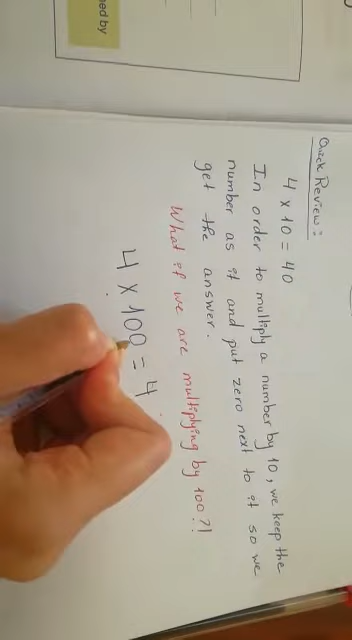 ned by
Quick Review:
4 x 10 = 40
In order to multiply a number by 10, we keep the
number as it and put zero next to it so we
get the answer.
What if we are multiplying by 100?!
4 x 100 = 4